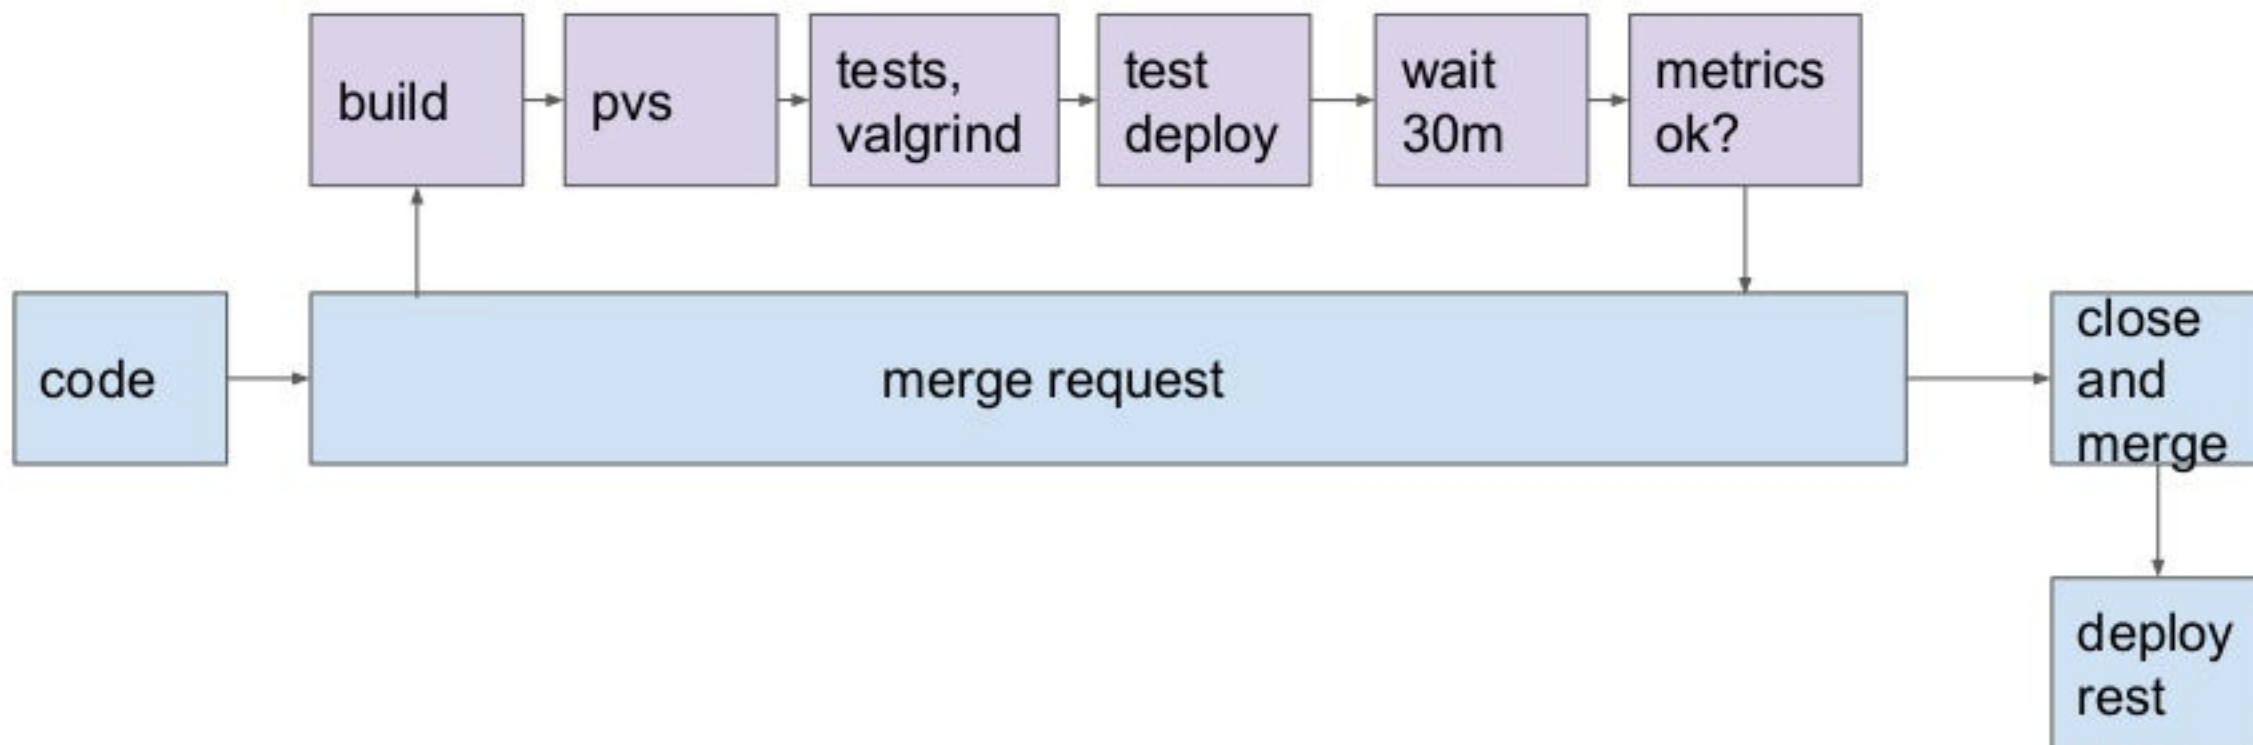 build
pvs
tests,
valgrind
test
deploy
wait
30m
metrics
ok?
code
merge request
close
and
merge
deploy
rest